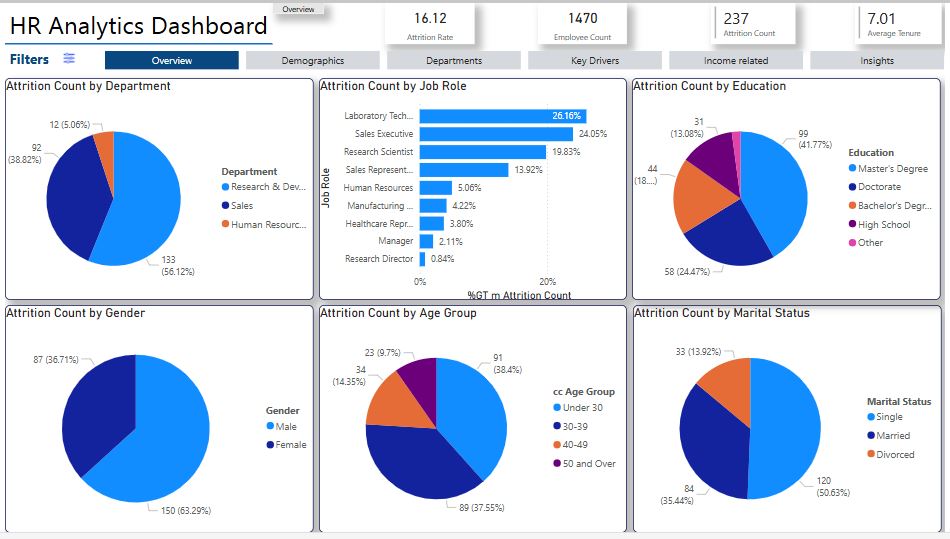 HR Analytics Dashboard
Overview
16.12
Attrition Rate
1470
Employee Count
237
Attrition Count
7.01
Average Tenure
Filters
Overview
Demographics
Departments
Key Drivers
Income related
Insights
Attrition Count by Department
12 (5.06%)
92
(38.82%)
133
(56.12%)
Department
Research & Dev...
Sales
Human Resourc...
Attrition Count by Job Role
Job Role
Laboratory Tech...
26.16%
Sales Executive
24.05%
Research Scientist
19.83%
Sales Represent...
13.92%
Human Resources
5.06%
Manufacturing ...
4.22%
Healthcare Repr...
3.80%
Manager
2.11%
Research Director
0.84%
0%
20%
%GT m Attrition Count
Attrition Count by Education
31
(13.08%)
99
(41.77%)
44
(18....)
58 (24.47%)
Education
Master's Degree
Doctorate
Bachelor's Degr...
High School
Other
Attrition Count by Gender
87 (36.71%)
150 (63.29%)
Gender
Male
Female
Attrition Count by Age Group
23 (9.7%)
34
(14.35%)
91
(38.4%)
89 (37.55%)
cc Age Group
Under 30
30-39
40-49
50 and Over
Attrition Count by Marital Status
33 (13.92%)
84
(35.44%)
120
(50.63%)
Marital Status
Single
Married
Divorced